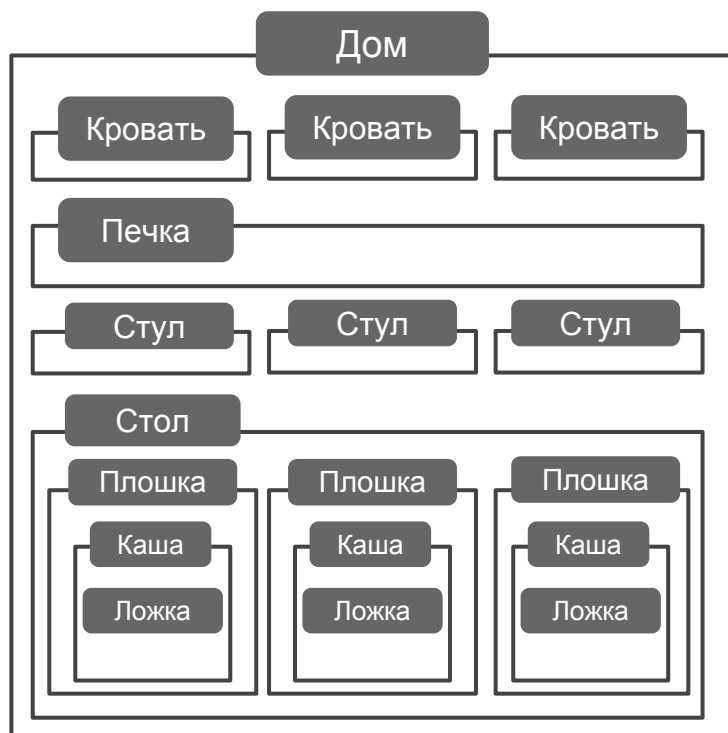 Дом
Кровать Кровать Кровать
Печка
Стул Стул Стул
Стол
Плошка Плошка Плошка
Каша Каша Каша
Ложка Ложка Ложка